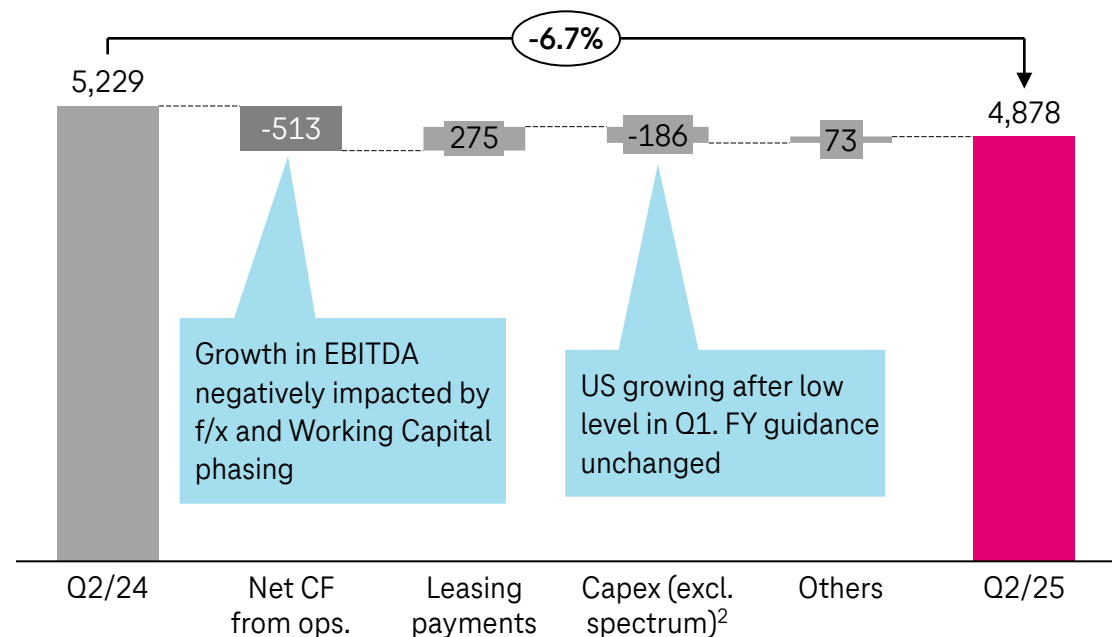 -6.7%
5,229
-513
275
-186
73
4,878
Growth in EBITDA
negatively impacted by
f/x and Working Capital
phasing
US growing after low
level in Q1. FY guidance
unchanged
Q2/24
Net CF
from ops.
Leasing
payments
Capex (excl.
spectrum)²
Others
Q2/25